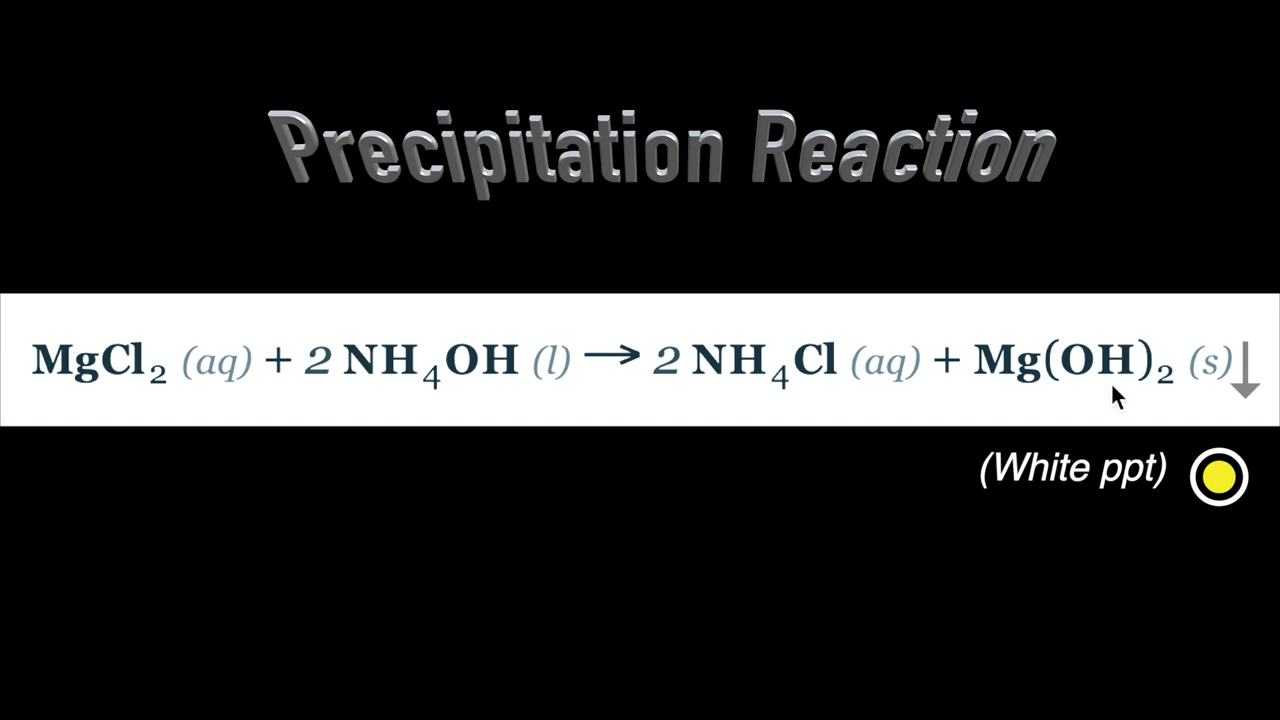 Precipitation Reaction
MgCl₂ (aq) + 2 NH₄OH (l) → 2 NH₄Cl (aq) + Mg(OH)₂ (s)↓
(White ppt)